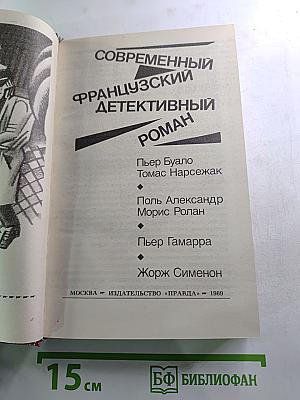 СОВРЕМЕННЫЙ
ФРАНЦУЗСКИЙ
ДЕТЕКТИВНЫЙ
РОМАН
Пьер Буало
Томас Нарсежак
Поль Александр
Морис Ролан
Пьер Гамарра
Жорж Сименон
МОСКВА – ИЗДАТЕЛЬСТВО «ПРАВДА» – 1989
15 см
БФ БИБЛИОФАН